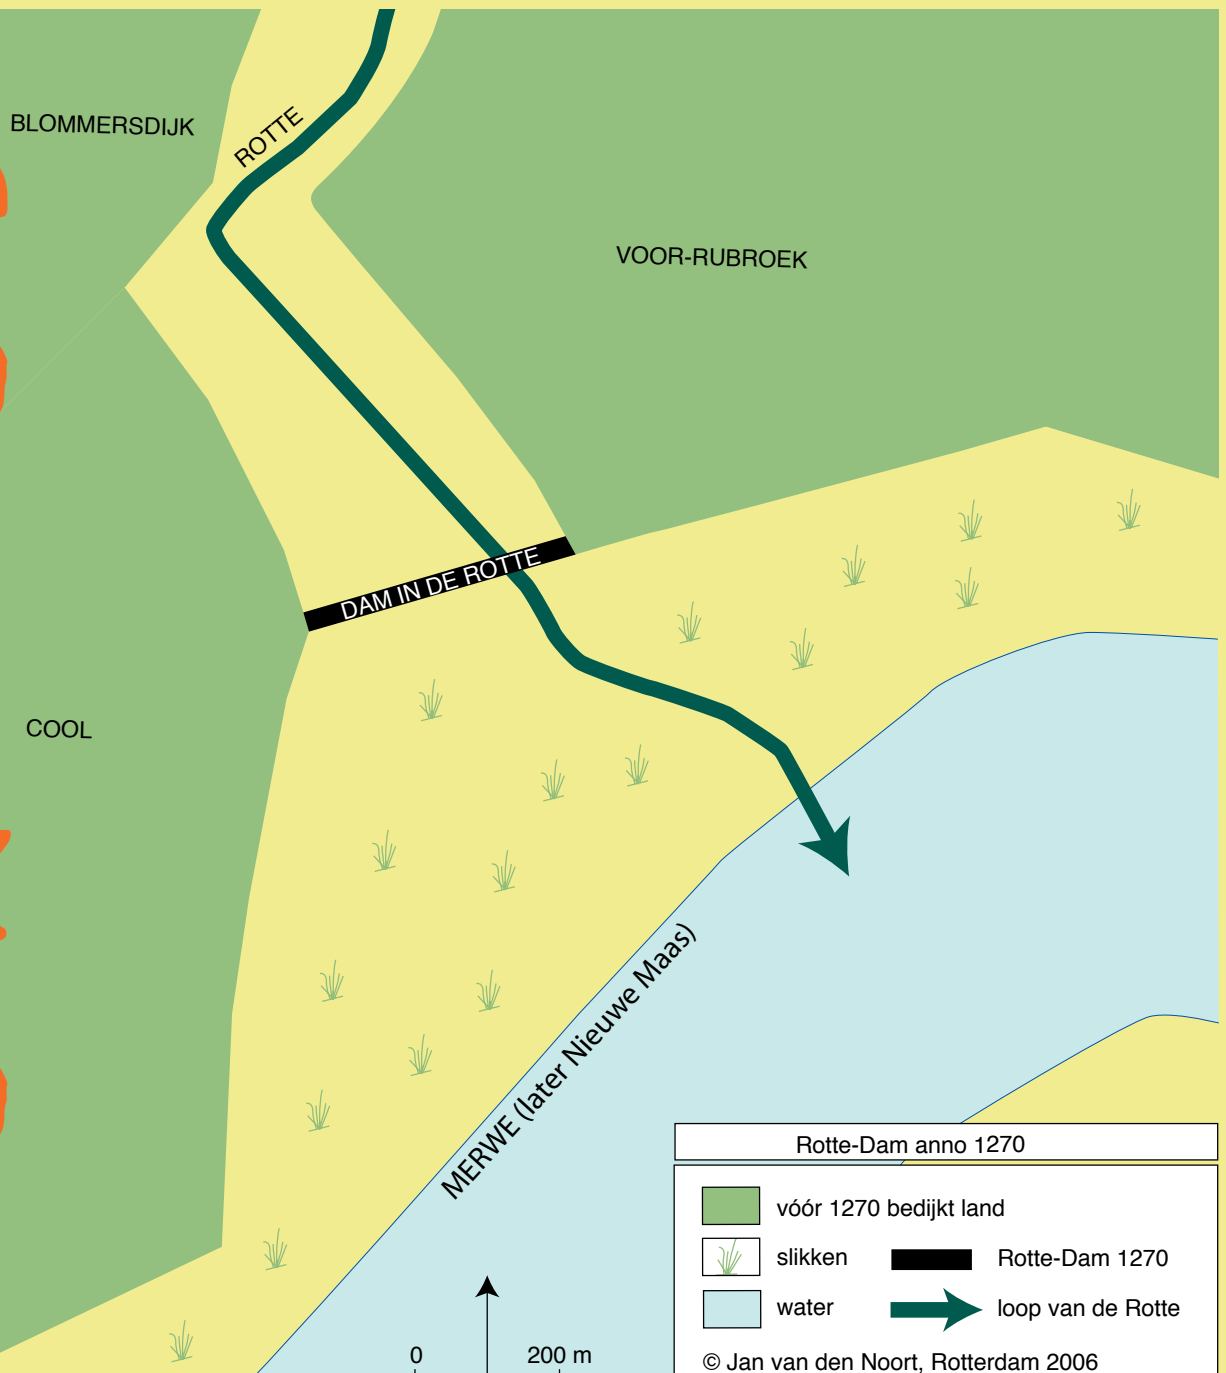 BLOMMERSDIJK
ROTTE
VOOR-RUBROEK
DAM IN DE ROTTE
COOL
MERWE (later Nieuwe Maas)
Rotte-Dam anno 1270
vóór 1270 bedijkt land
slikken
Rotte-Dam 1270
water
loop van de Rotte
0
200 m
© Jan van den Noort, Rotterdam 2006